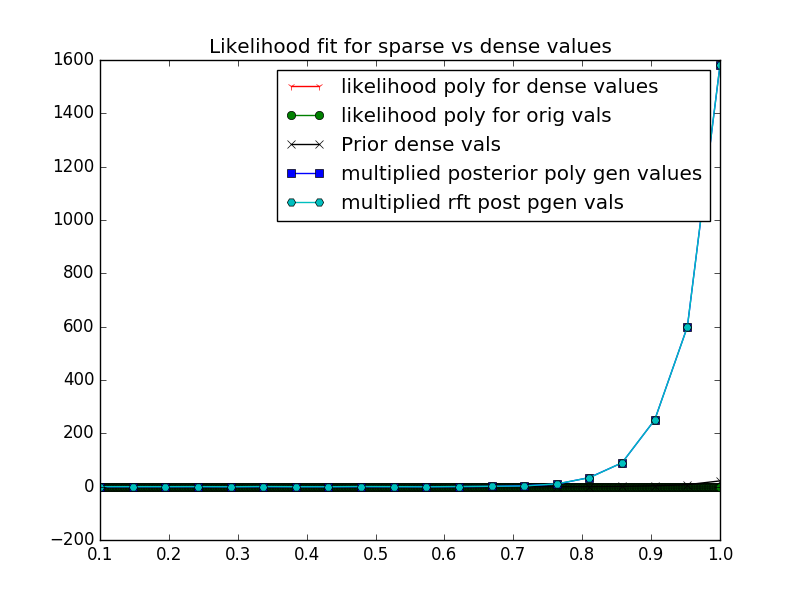 Likelihood fit for sparse vs dense values
1600
1400
1200
1000
800
600
400
200
0
−200
likelihood poly for dense values
likelihood poly for orig vals
Prior dense vals
multiplied posterior poly gen values
multiplied rft post pgen vals
0.1 0.2 0.3 0.4 0.5 0.6 0.7 0.8 0.9 1.0